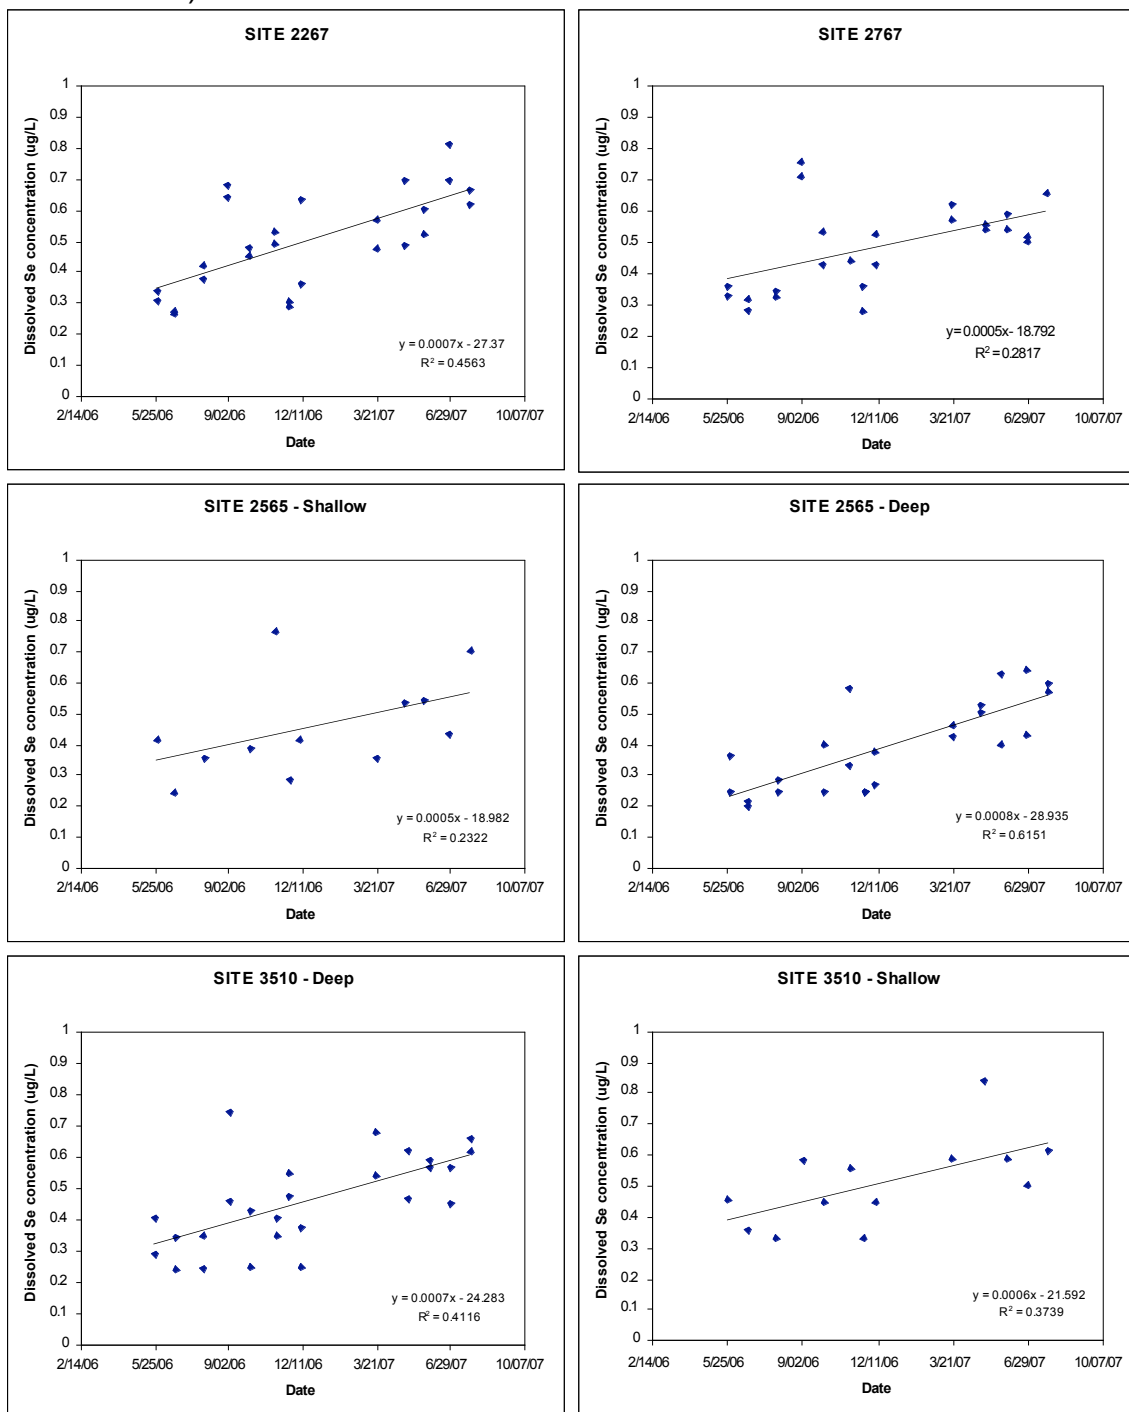 SITE 2267
Dissolved Se concentration (ug/L)
1
0.9
0.8
0.7
0.6
0.5
0.4
0.3
0.2
0.1
0
y = 0.0007x - 27.37
R² = 0.4563
2/14/06 5/25/06 9/02/06 12/11/06 3/21/07 6/29/07 10/07/07
Date
SITE 2767
Dissolved Se concentration (ug/L)
1
0.9
0.8
0.7
0.6
0.5
0.4
0.3
0.2
0.1
0
y=0.0005x- 18.792
R² = 0.2817
2/14/06 5/25/06 9/02/06 12/11/06 3/21/07 6/29/07 10/07/07
Date
SITE 2565 - Shallow
Dissolved Se concentration (ug/L)
1
0.9
0.8
0.7
0.6
0.5
0.4
0.3
0.2
0.1
0
y = 0.0005x - 18.982
R² = 0.2322
2/14/06 5/25/06 9/02/06 12/11/06 3/21/07 6/29/07 10/07/07
Date
SITE 2565 - Deep
Dissolved Se concentration (ug/L)
1
0.9
0.8
0.7
0.6
0.5
0.4
0.3
0.2
0.1
0
y = 0.0008x - 28.935
R² = 0.6151
2/14/06 5/25/06 9/02/06 12/11/06 3/21/07 6/29/07 10/07/07
Date
SITE 3510 - Deep
Dissolved Se concentration (ug/L)
1
0.9
0.8
0.7
0.6
0.5
0.4
0.3
0.2
0.1
0
y = 0.0007x - 24.283
R² = 0.4116
2/14/06 5/25/06 9/02/06 12/11/06 3/21/07 6/29/07 10/07/07
Date
SITE 3510 - Shallow
Dissolved Se concentration (ug/L)
1
0.9
0.8
0.7
0.6
0.5
0.4
0.3
0.2
0.1
0
y = 0.0006x - 21.592
R² = 0.3739
2/14/06 5/25/06 9/02/06 12/11/06 3/21/07 6/29/07 10/07/07
Date